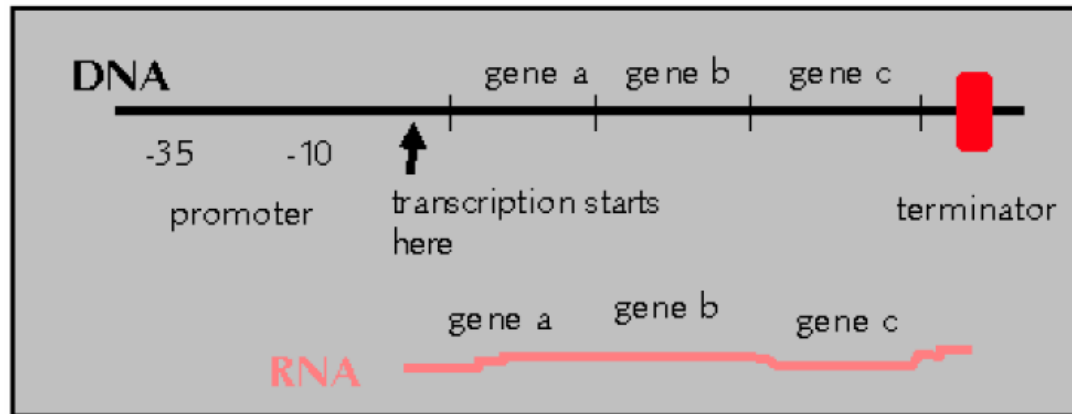 DNA
gene a gene b gene c
-35 -10
promoter
transcription starts
here
terminator
gene a gene b gene c
RNA